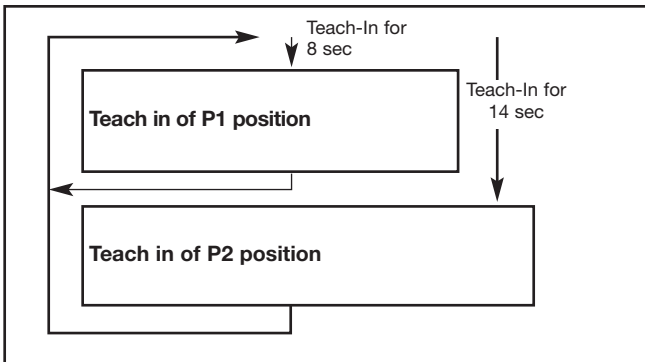 Teach-In for
8 sec
Teach in of P1 position
Teach-In for
14 sec
Teach in of P2 position